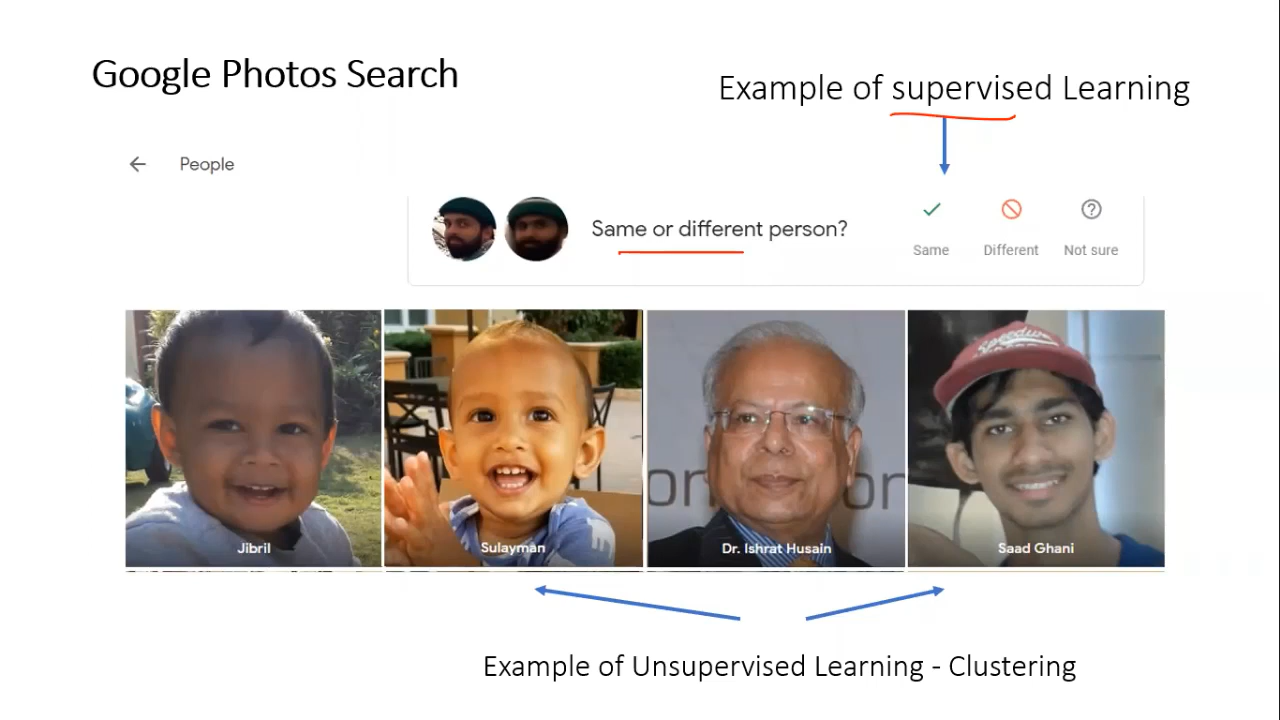 Google Photos Search
Example of supervised Learning
People
Same or different person?
Same
Different
Not sure
Jibril
Sulayman
Dr. Ishrat Husain
Saad Ghani
Example of Unsupervised Learning - Clustering